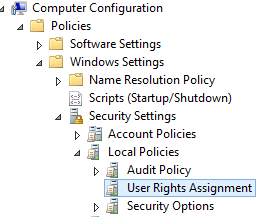 Computer Configuration
Policies
Software Settings
Windows Settings
Name Resolution Policy
Scripts (Startup/Shutdown)
Security Settings
Account Policies
Local Policies
Audit Policy
User Rights Assignment
Security Options